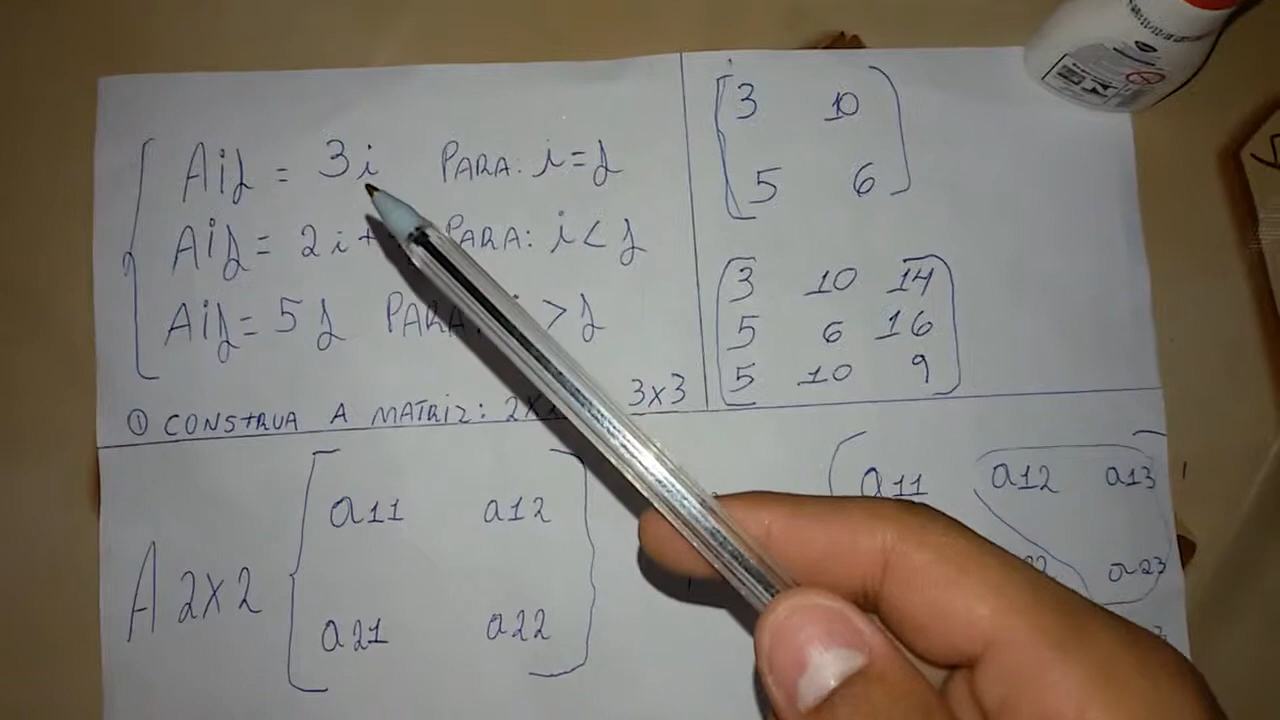 Aij = 3i PARA: i=j
Aij = 2i+ PARA: i<j
Aij = 5j PARA: >j
① CONSTRUA A MATRIZ: 2x2 3x3
3 10
5 6
3 10 14
5 6 16
5 10 9
A 2x2
a11 a12
a21 a22
a11 a12 a13
a23